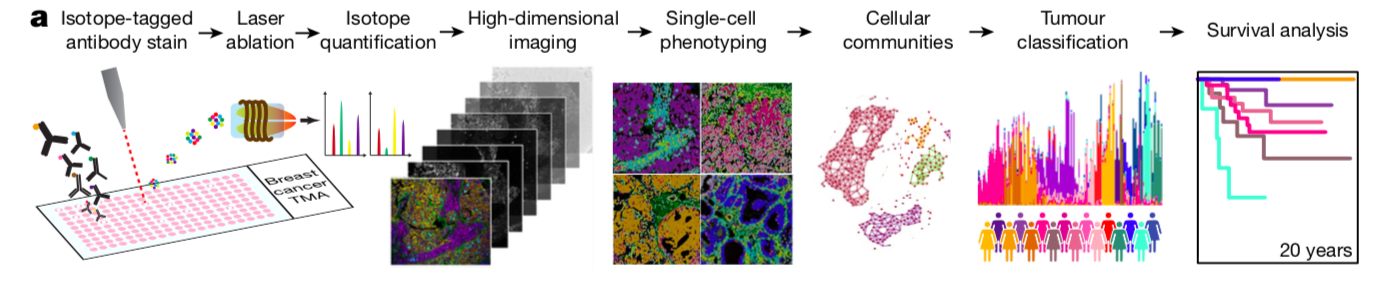 a
Isotope-tagged
antibody stain
Laser
ablation
Isotope
quantification
High-dimensional
imaging
Single-cell
phenotyping
Cellular
communities
Tumour
classification
Survival analysis
Breast
cancer
TMA
20 years